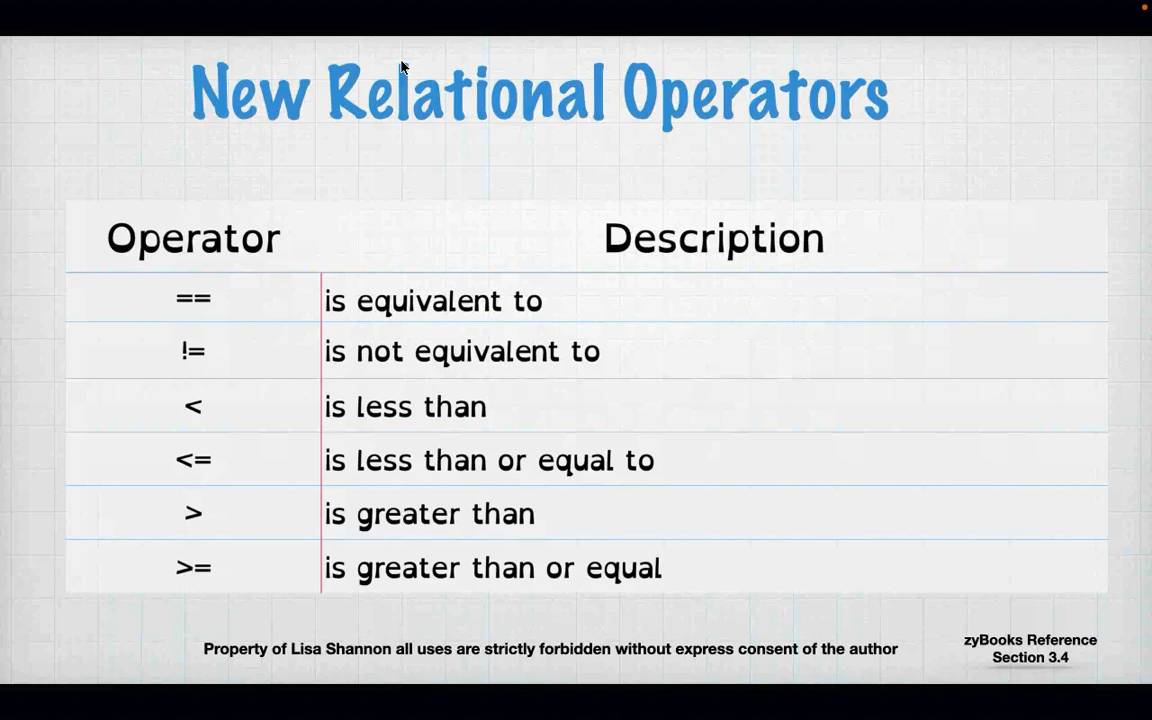 New Relational Operators
Operator Description
== is equivalent to
!= is not equivalent to
< is less than
<= is less than or equal to
> is greater than
>= is greater than or equal
Property of Lisa Shannon all uses are strictly forbidden without express consent of the author
zyBooks Reference
Section 3.4